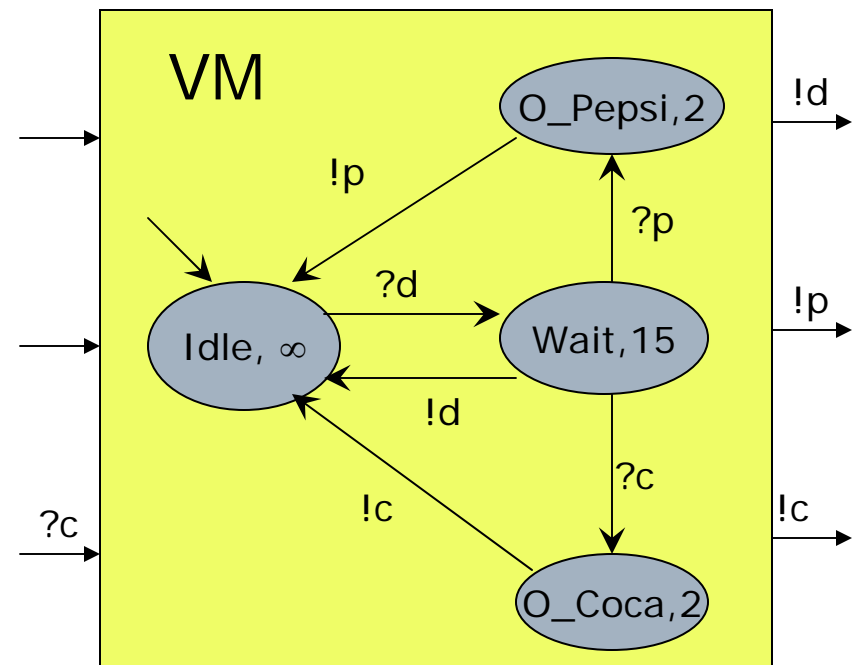 VM
O_Pepsi,2
!d
!p
?p
?d
!p
Idle, ∞
Wait,15
!d
?c
!c
?c
!c
O_Coca,2